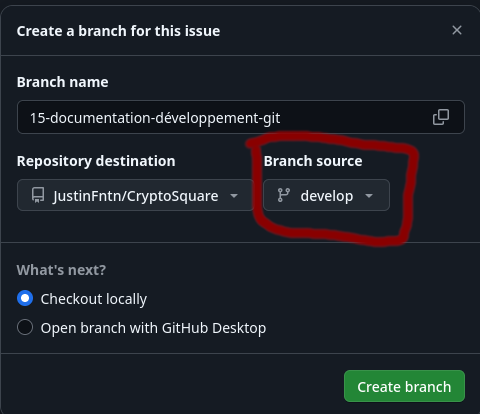 Create a branch for this issue
Branch name
15-documentation-développement-git
Repository destination
Branch source
JustinFntn/CryptoSquare
develop
What's next?
Checkout locally
Open branch with GitHub Desktop
Create branch